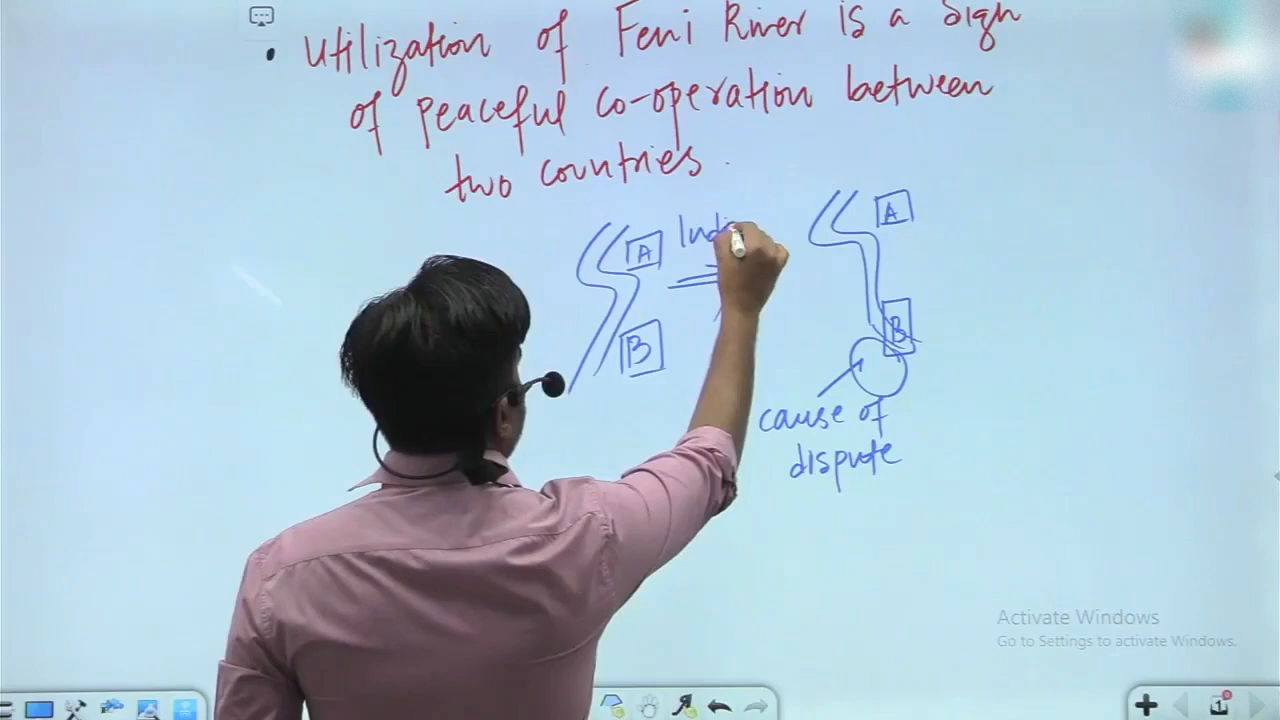 • Utilization of Feni River is a sign
of peaceful co-operation between
two countries.
A
B
A
B
cause of
dispute
Activate Windows
Go to Settings to activate Windows.
1